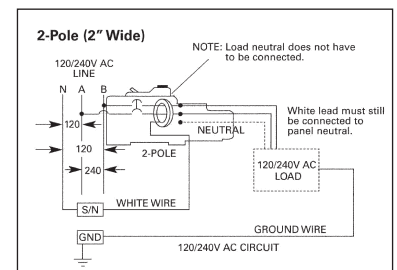 2-Pole (2" Wide)
NOTE: Load neutral does not have
to be connected.
120/240V AC
LINE
N A B
White lead must still
be connected to
panel neutral.
120
NEUTRAL
120
2-POLE
120/240V AC
LOAD
240
WHITE WIRE
S/N
GROUND WIRE
GND
120/240V AC CIRCUIT